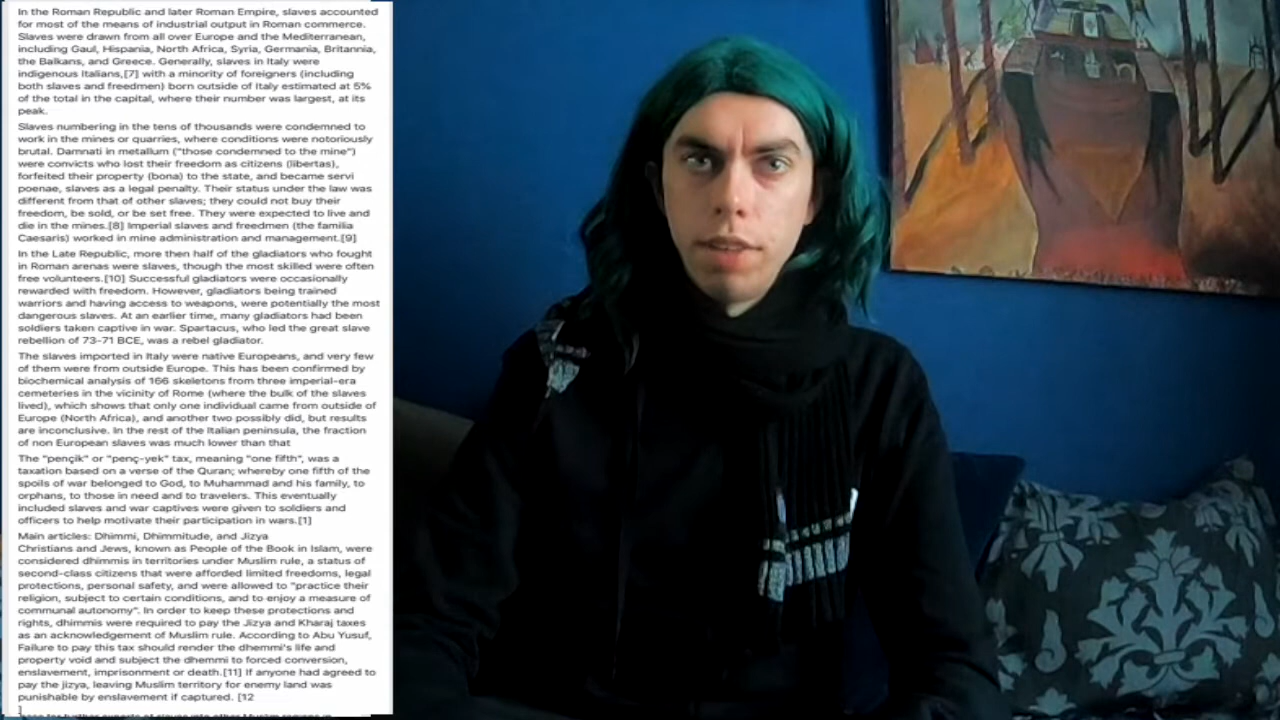 In the Roman Republic and later Roman Empire, slaves accounted
for most of the means of industrial output in Roman commerce.
Slaves were drawn from all over Europe and the Mediterranean,
including Gaul, Hispania, North Africa, Syria, Germania, Britannia,
the Balkans, and Greece. Generally, slaves in Italy were
indigenous Italians,[7] with a minority of foreigners (including
both slaves and freedmen) born outside of Italy estimated at 5%
of the total in the capital, where their number was largest, at its
peak.
Slaves numbering in the tens of thousands were condemned to
work in the mines or quarries, where conditions were notoriously
brutal. Damnati in metallum ("those condemned to the mine")
were convicts who lost their freedom as citizens (libertas),
forfeited their property (bona) to the state, and became servi
poenae, slaves as a legal penalty. Their status under the law was
different from that of other slaves; they could not buy their
freedom, be sold, or be set free. They were expected to live and
die in the mines.[8] Imperial slaves and freedmen (the familia
Caesaris) worked in mine administration and management.[9]
In the Late Republic, more then half of the gladiators who fought
in Roman arenas were slaves, though the most skilled were often
free volunteers.[10] Successful gladiators were occasionally
rewarded with freedom. However, gladiators being trained
warriors and having access to weapons, were potentially the most
dangerous slaves. At an earlier time, many gladiators had been
soldiers taken captive in war. Spartacus, who led the great slave
rebellion of 73–71 BCE, was a rebel gladiator.
The slaves imported in Italy were native Europeans, and very few
of them were from outside Europe. This has been confirmed by
biochemical analysis of 166 skeletons from three imperial-era
cemeteries in the vicinity of Rome (where the bulk of the slaves
lived), which shows that only one individual came from outside of
Europe (North Africa), and another two possibly did, but results
are inconclusive. In the rest of the Italian peninsula, the fraction
of non European slaves was much lower than that
The "pençik" or "penç-yek" tax, meaning "one fifth", was a
taxation based on a verse of the Quran; whereby one fifth of the
spoils of war belonged to God, to Muhammad and his family, to
orphans, to those in need and to travelers. This eventually
included slaves and war captives were given to soldiers and
officers to help motivate their participation in wars.[1]
Main articles: Dhimmi, Dhimmitude, and Jizya
Christians and Jews, known as People of the Book in Islam, were
considered dhimmis in territories under Muslim rule, a status of
second-class citizens that were afforded limited freedoms, legal
protections, personal safety, and were allowed to "practice their
religion, subject to certain conditions, and to enjoy a measure of
communal autonomy". In order to keep these protections and
rights, dhimmis were required to pay the Jizya and Kharaj taxes
as an acknowledgement of Muslim rule. According to Abu Yusuf,
Failure to pay this tax should render the dhemmi's life and
property void and subject the dhemmi to forced conversion,
enslavement, imprisonment or death.[11] If anyone had agreed to
pay the jizya, leaving Muslim territory for enemy land was
punishable by enslavement if captured. [12
]